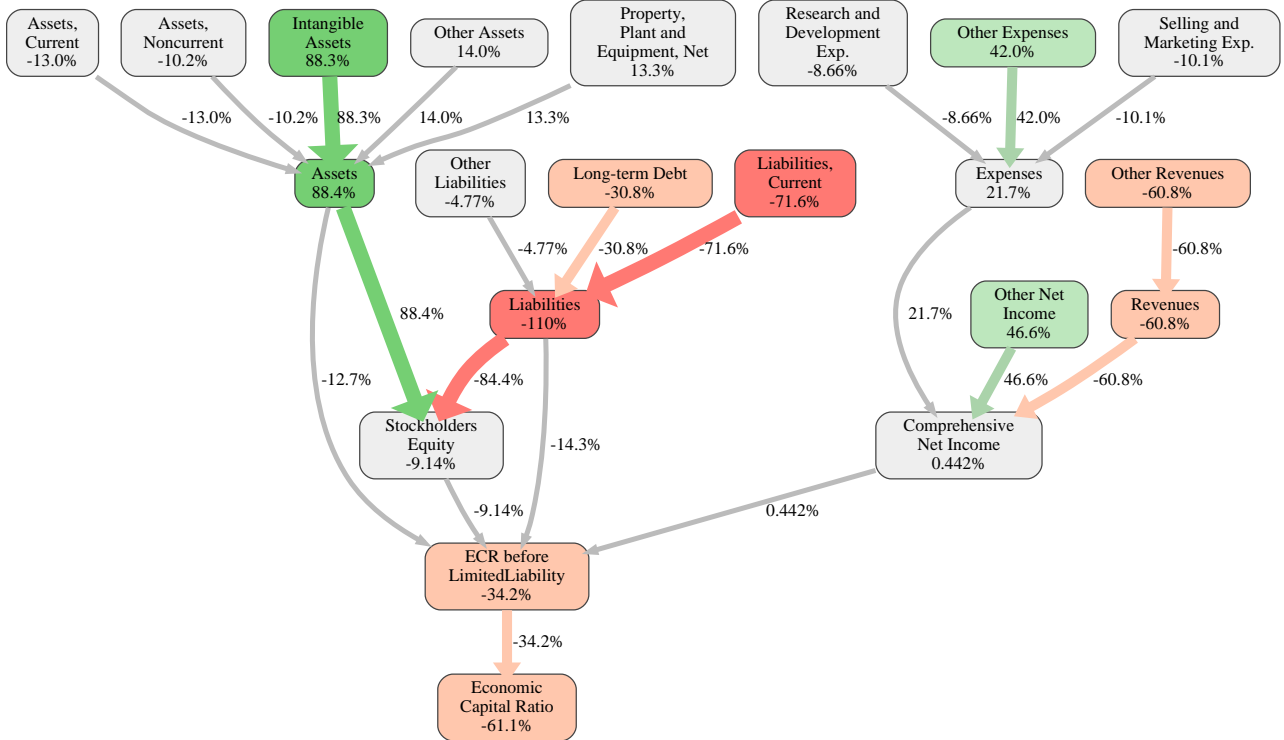 Assets,
Current
-13.0%
Assets,
Noncurrent
-10.2%
Intangible
Assets
88.3%
Other Assets
14.0%
Property,
Plant and
Equipment, Net
13.3%
Research and
Development
Exp.
-8.66%
Other Expenses
42.0%
Selling and
Marketing Exp.
-10.1%
-13.0%
-10.2%
88.3%
14.0%
13.3%
-8.66%
42.0%
-10.1%
Assets
88.4%
Other
Liabilities
-4.77%
Long-term Debt
-30.8%
Liabilities,
Current
-71.6%
Expenses
21.7%
Other Revenues
-60.8%
-4.77%
-30.8%
-71.6%
-60.8%
Liabilities
-110%
88.4%
21.7%
Other Net
Income
46.6%
Revenues
-60.8%
-12.7%
-84.4%
46.6%
-60.8%
Stockholders
Equity
-9.14%
-14.3%
Comprehensive
Net Income
0.442%
-9.14%
0.442%
ECR before
LimitedLiability
-34.2%
-34.2%
Economic
Capital Ratio
-61.1%